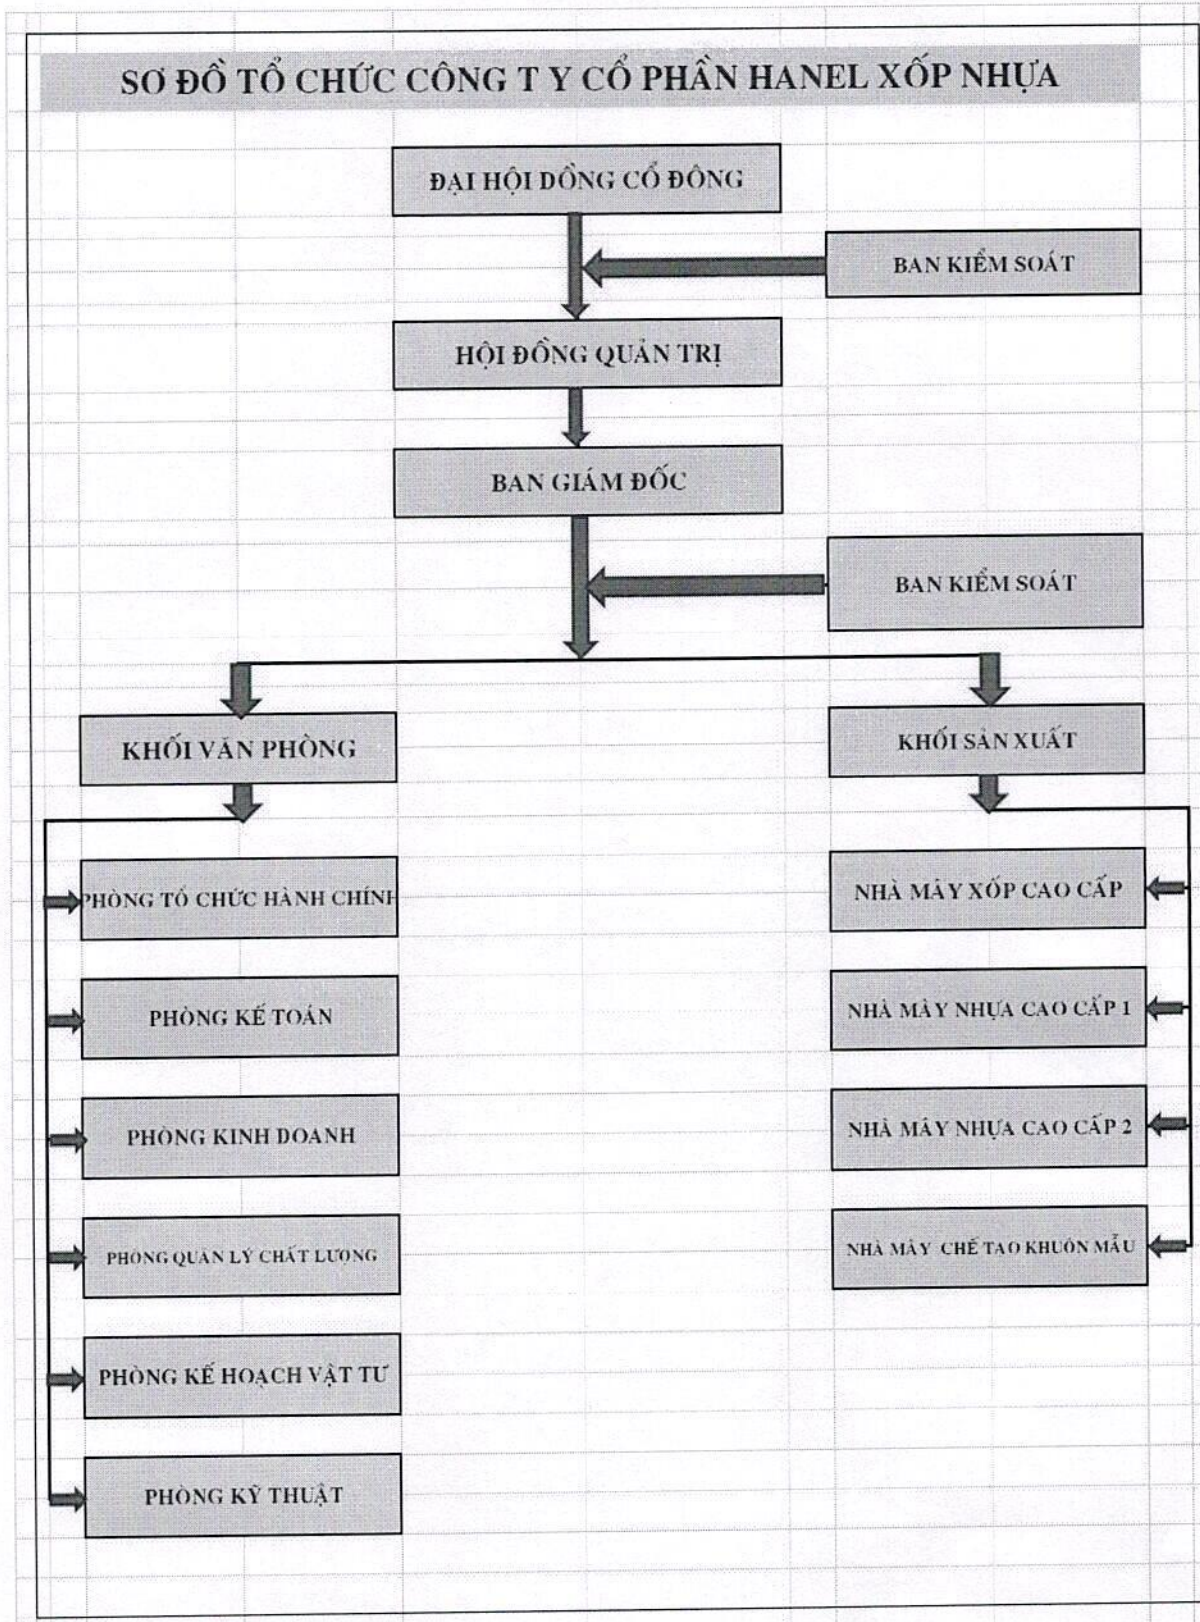 SƠ ĐỒ TỔ CHỨC CÔNG T Y CỔ PHẦN HANEL XỐP NHỰA
ĐẠI HỘI DỒNG CỔ ĐÔNG
BAN KIỂM SOÁT
HỘI ĐỒNG QUẢN TRỊ
BAN GIÁM ĐỐC
BAN KIỂM SOÁT
KHỐI VĂN PHÒNG
KHỐI SẢN XUẤT
PHÒNG TỔ CHỨC HÀNH CHÍNH
PHÒNG KẾ TOÁN
PHÒNG KINH DOANH
PHÒNG QUẢN LÝ CHẤT LƯỢNG
PHÒNG KẾ HOẠCH VẬT TƯ
PHÒNG KỸ THUẬT
NHÀ MÁY XỐP CAO CẤP
NHÀ MÁY NHỰA CAO CẤP 1
NHÀ MÁY NHỰA CAO CẤP 2
NHÀ MÁY CHẾ TẠO KHUÔN MẪU